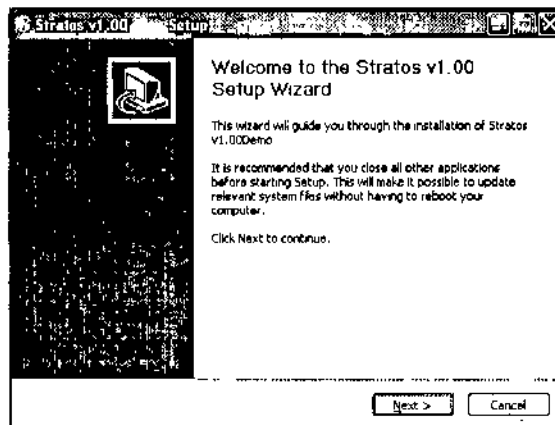 Stratos v1.00 Setup
Welcome to the Stratos v1.00
Setup Wizard
This wizard will guide you through the installation of Stratos
v1.00Demo
It is recommended that you close all other applications
before starting Setup. This will make it possible to update
relevant system files without having to reboot your
computer.
Click Next to continue.
Next >
Cancel